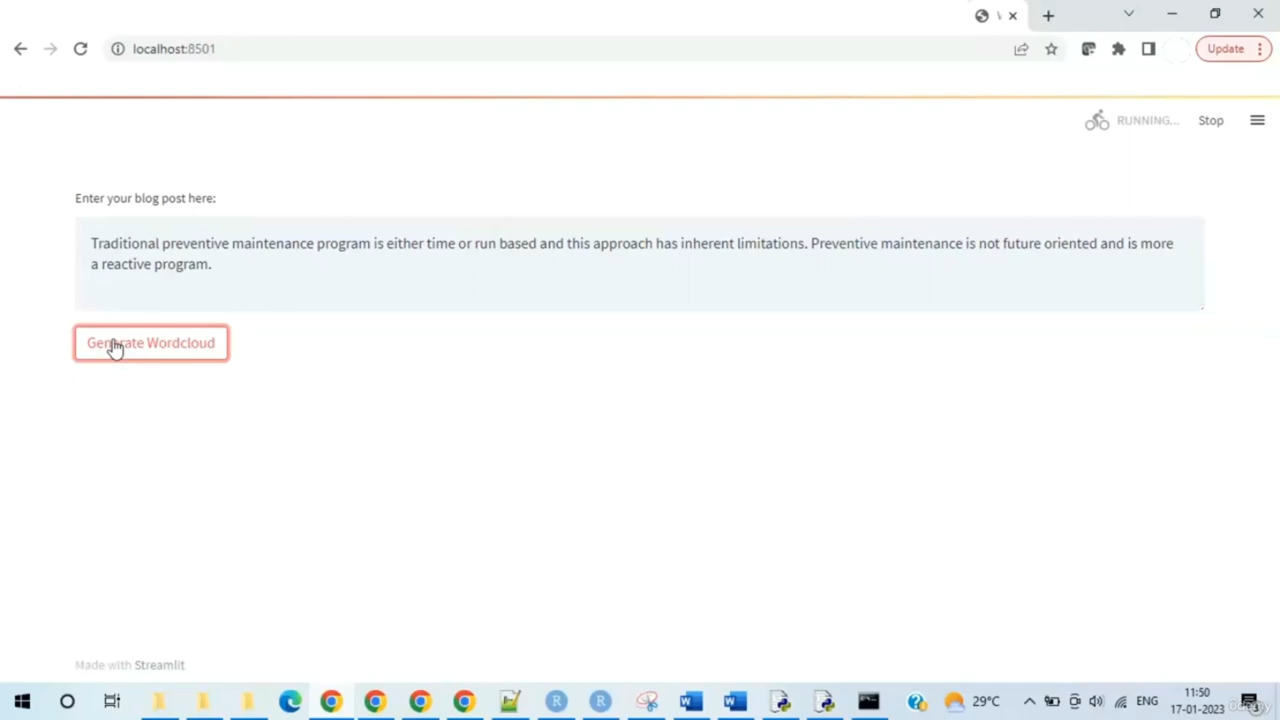 localhost:8501
Update
RUNNING...
Stop
Enter your blog post here:
Traditional preventive maintenance program is either time or run based and this approach has inherent limitations. Preventive maintenance is not future oriented and is more
a reactive program.
Generate Wordcloud
Made with Streamlit
29°C
ENG
11:50
17-01-2023